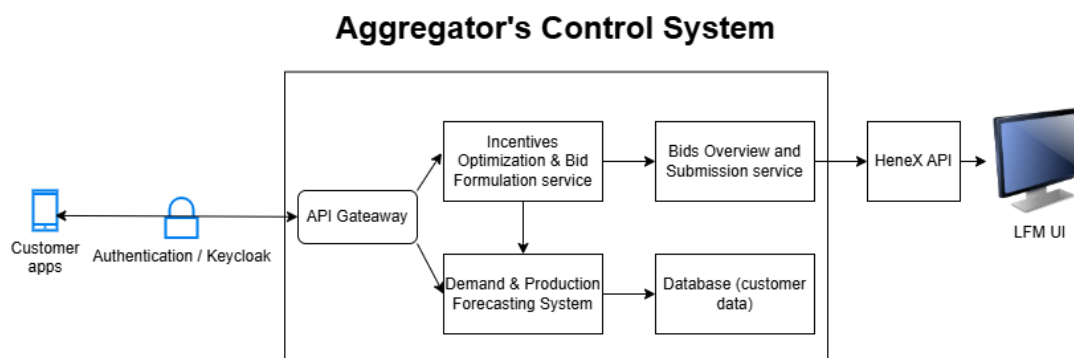 Aggregator's Control System
Incentives
Optimization & Bid
Formulation service
Bids Overview and
Submission service
HeneX API
LFM UI
API Gateaway
Customer
apps
Authentication / Keycloak
Demand & Production
Forecasting System
Database (customer
data)